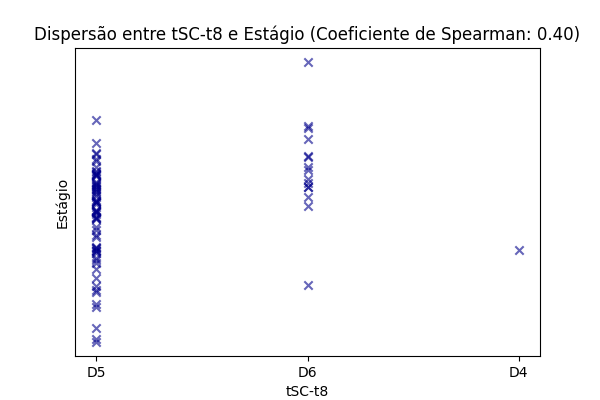 Dispersão entre tSC-t8 e Estágio (Coeficiente de Spearman: 0.40)
Estágio
D5 D6 D4
tSC-t8